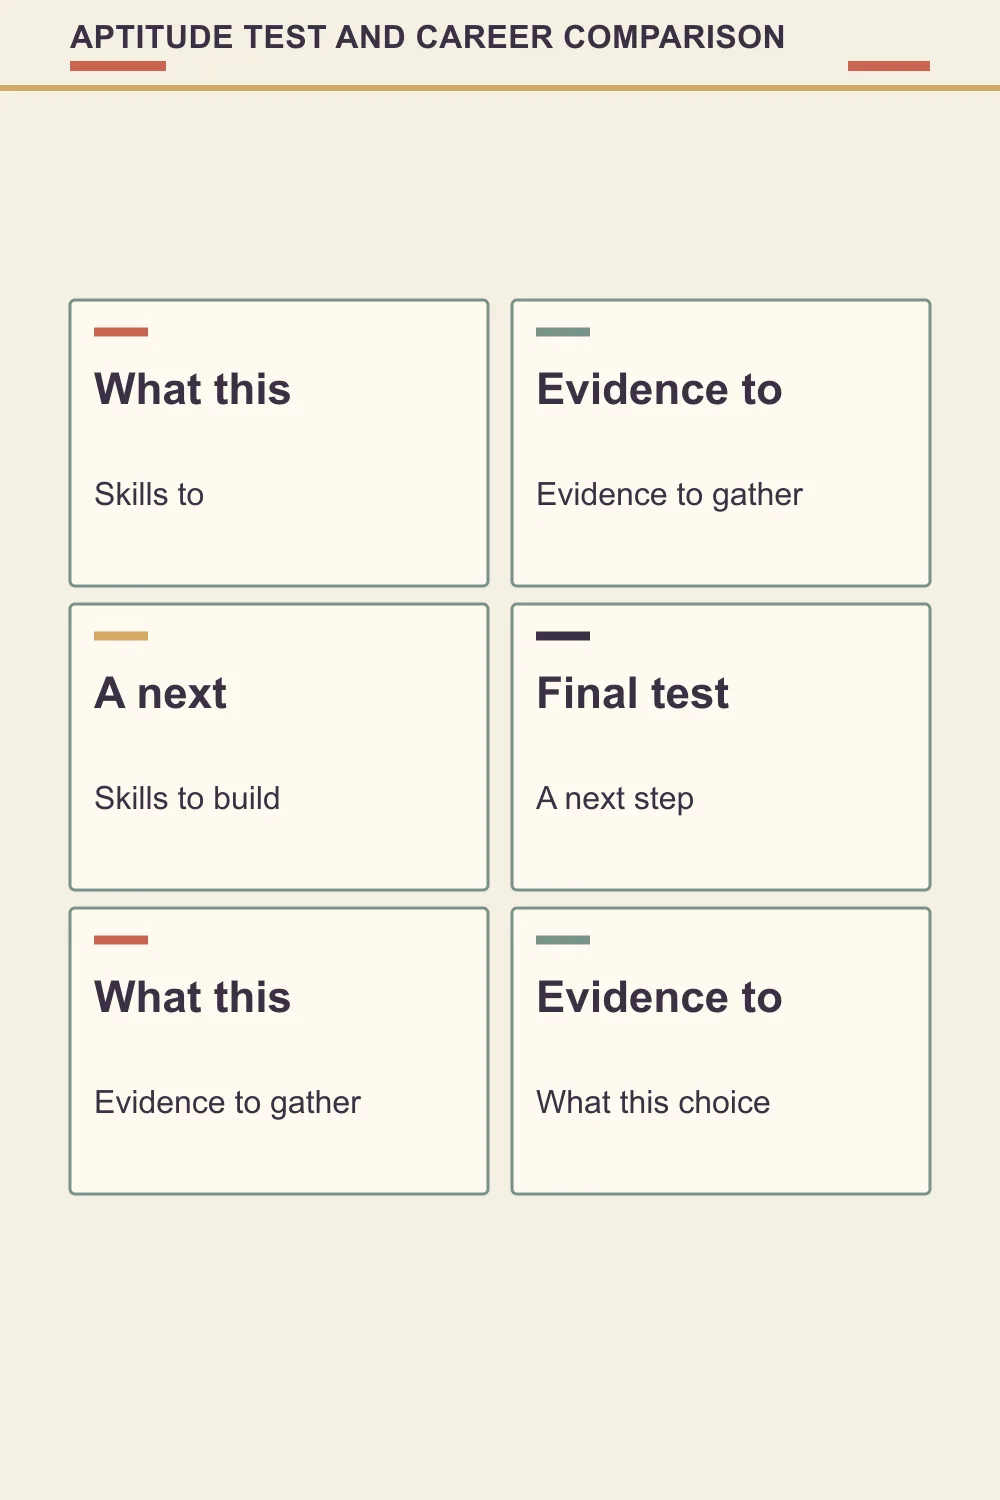 APTITUDE TEST AND CAREER COMPARISON
What this
Skills to
Evidence to
Evidence to gather
A next
Skills to build
Final test
A next step
What this
Evidence to gather
Evidence to
What this choice